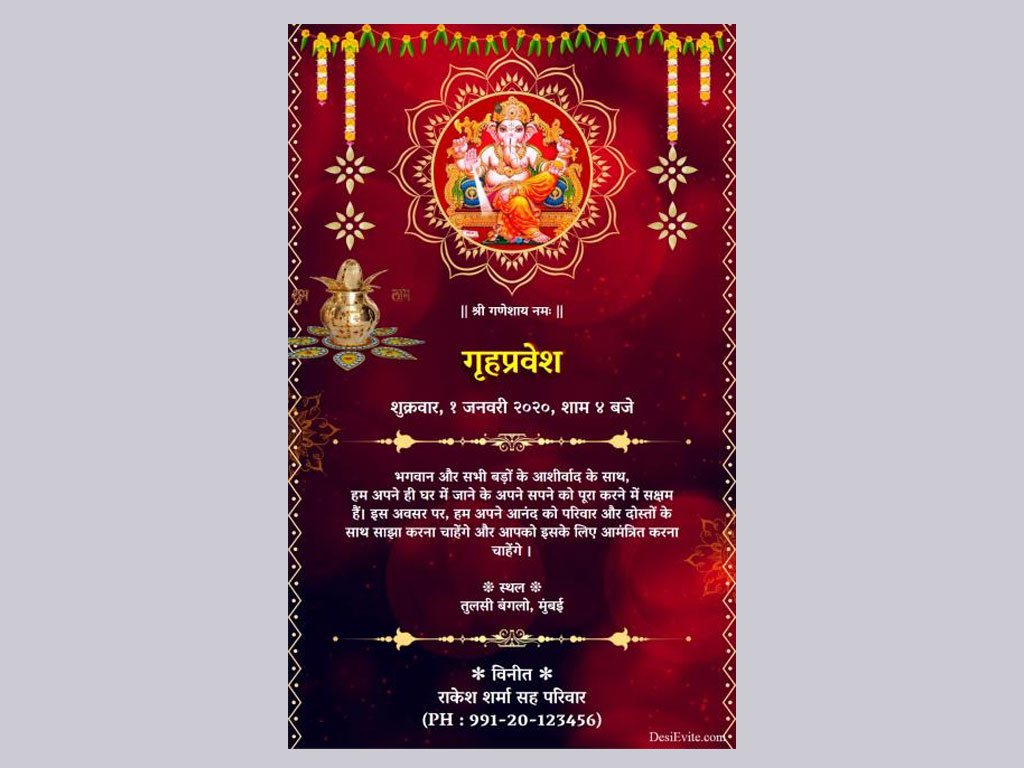 शुभ
लाभ
|| श्री गणेशाय नमः ||
गृहप्रवेश
शुक्रवार, १ जनवरी २०२०, शाम ४ बजे
भगवान और सभी बड़ों के आशीर्वाद के साथ,
हम अपने ही घर में जाने के अपने सपने को पूरा करने में सक्षम
हैं। इस अवसर पर, हम अपने आनंद को परिवार और दोस्तों के
साथ साझा करना चाहेंगे और आपको इसके लिए आमंत्रित करना
चाहेंगे ।
❊ स्थल ❊
तुलसी बंगलो, मुंबई
✻ विनीत ✻
राकेश शर्मा सह परिवार
(PH : 991-20-123456)
DesiEvite.com